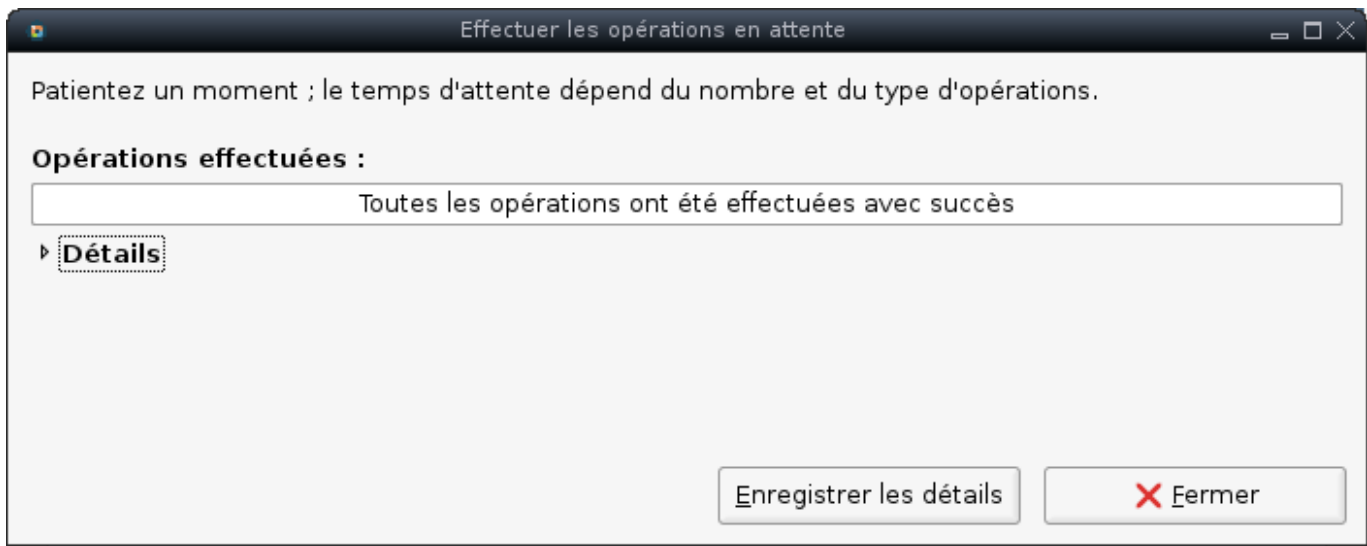 Effectuer les opérations en attente
Patientez un moment ; le temps d'attente dépend du nombre et du type d'opérations.
Opérations effectuées :
Toutes les opérations ont été effectuées avec succès
Détails
Enregistrer les détails
Fermer